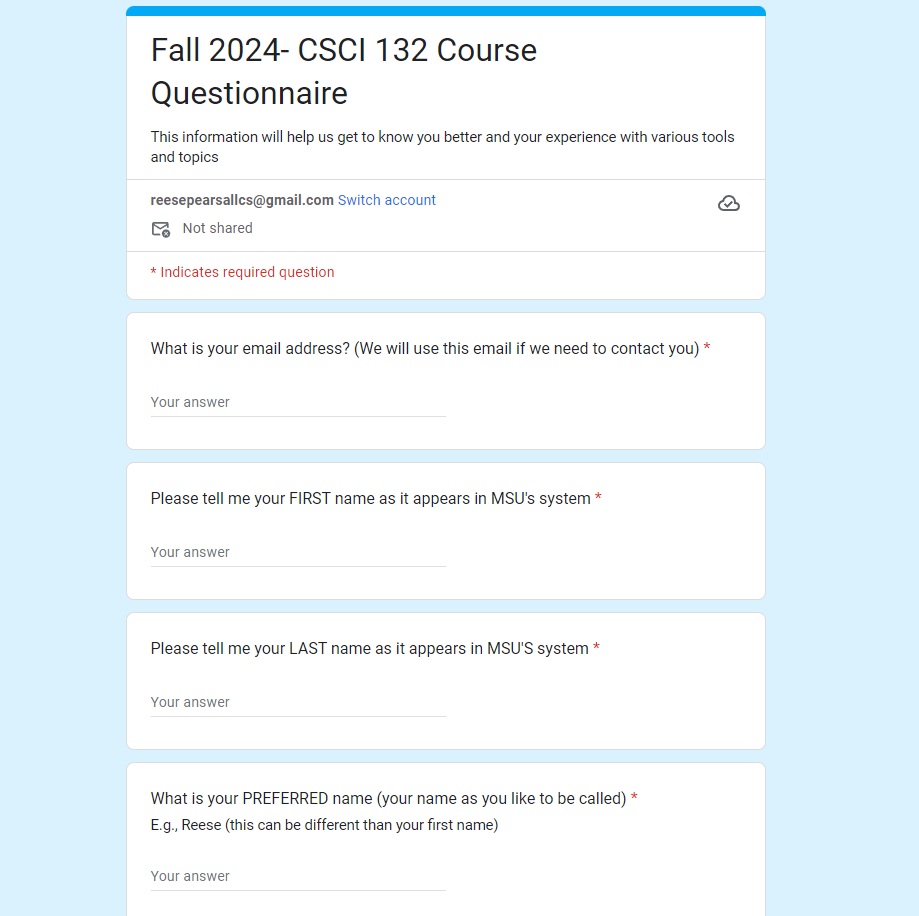 Fall 2024- CSCI 132 Course
Questionnaire
This information will help us get to know you better and your experience with various tools
and topics
reesepearsallcs@gmail.com Switch account
Not shared
* Indicates required question
What is your email address? (We will use this email if we need to contact you) *
Your answer
Please tell me your FIRST name as it appears in MSU's system *
Your answer
Please tell me your LAST name as it appears in MSU'S system *
Your answer
What is your PREFERRED name (your name as you like to be called) *
E.g., Reese (this can be different than your first name)
Your answer